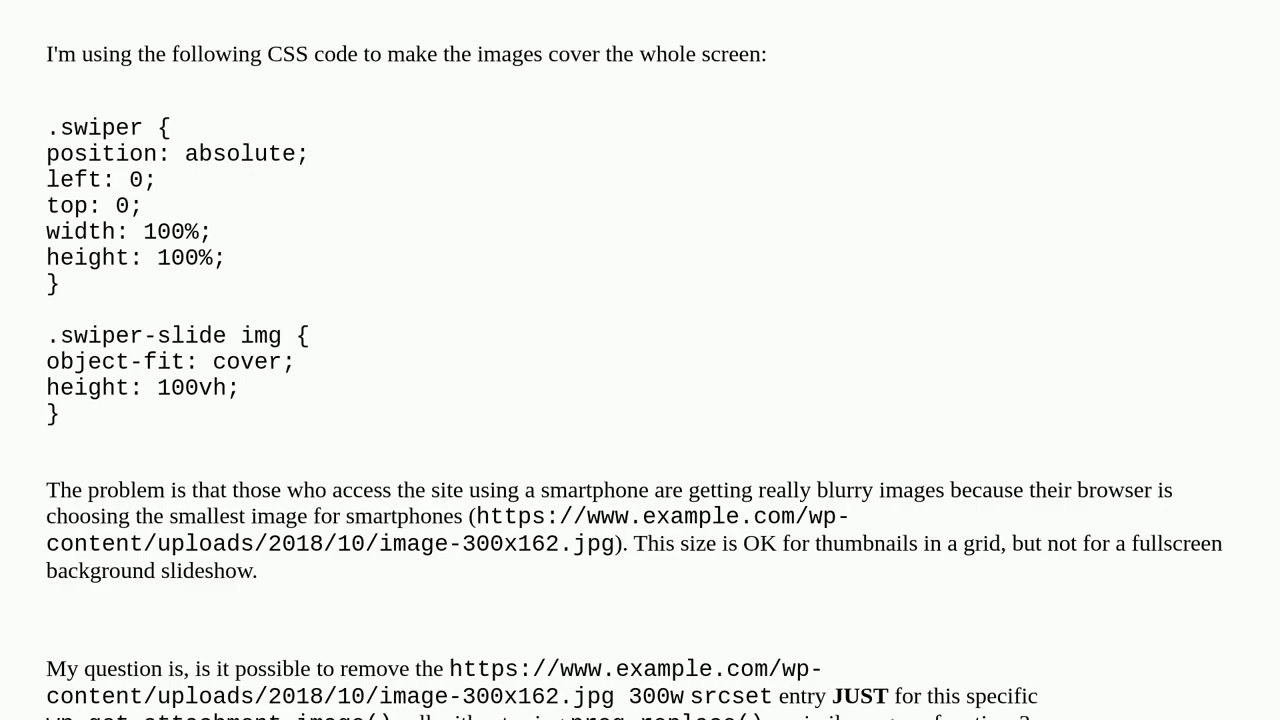 I'm using the following CSS code to make the images cover the whole screen:
.swiper {
position: absolute;
left: 0;
top: 0;
width: 100%;
height: 100%;
}
.swiper-slide img {
object-fit: cover;
height: 100vh;
}
The problem is that those who access the site using a smartphone are getting really blurry images because their browser is
choosing the smallest image for smartphones (https://www.example.com/wp-
content/uploads/2018/10/image-300x162.jpg). This size is OK for thumbnails in a grid, but not for a fullscreen
background slideshow.
My question is, is it possible to remove the https://www.example.com/wp-
content/uploads/2018/10/image-300x162.jpg 300w srcset entry JUST for this specific